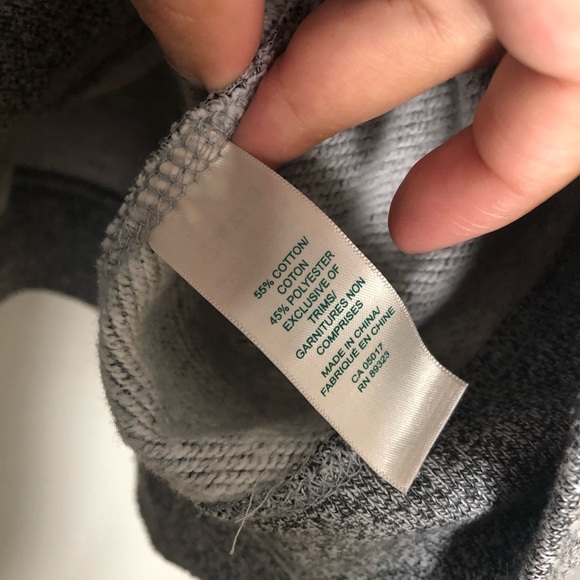 55% COTTON/
COTON
45% POLYESTER
EXCLUSIVE OF
TRIMS/
GARNITURES NON
COMPRISES
MADE IN CHINA/
FABRIQUE EN CHINE
CA 05017
RN 89323